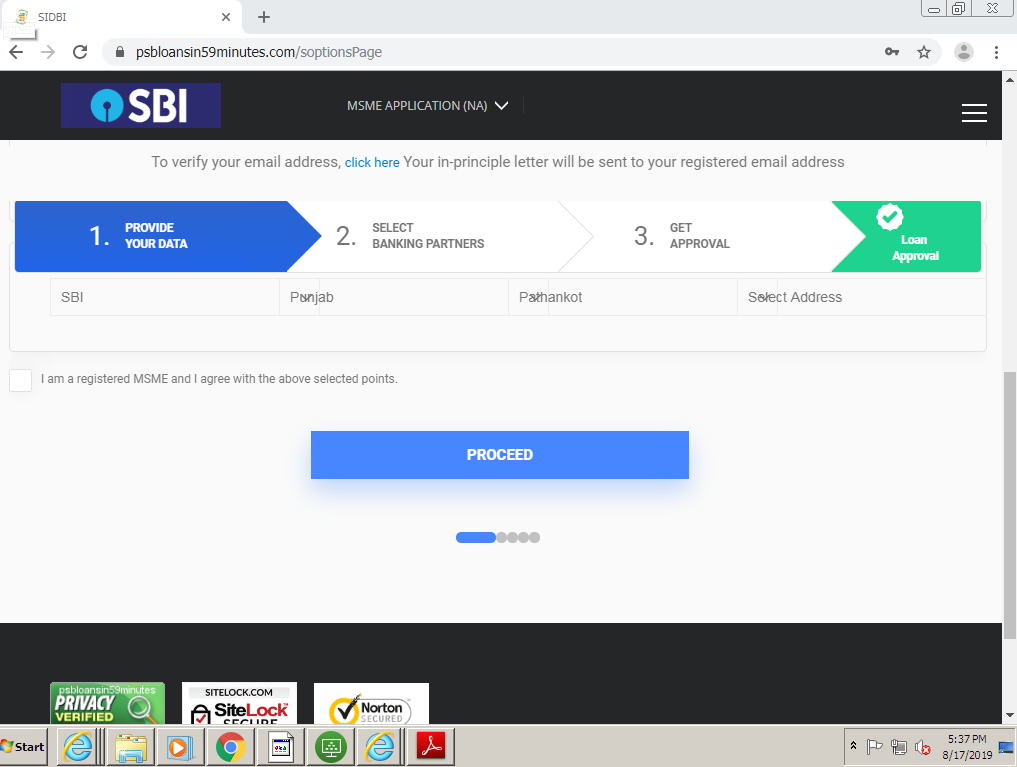 SIDBI
psbloansin59minutes.com/soptionsPage
SBI
MSME APPLICATION (NA)
To verify your email address, click here Your in-principle letter will be sent to your registered email address
1. PROVIDE
YOUR DATA
2. SELECT
BANKING PARTNERS
3. GET
APPROVAL
Loan
Approval
SBI
Punjab
Pathankot
Select Address
I am a registered MSME and I agree with the above selected points.
PROCEED
psbloansin59minutes
PRIVACY
VERIFIED
SITELOCK.COM
SiteLock
SECURE
Norton
SECURED
Start
5:37 PM
8/17/2019